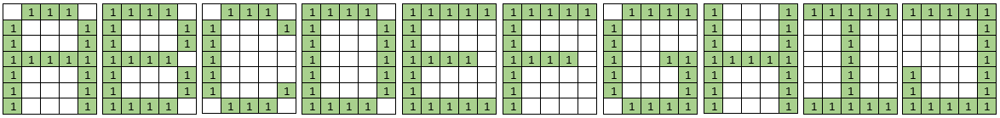 1 1 1 1 1 1 1 1 1 1 1 1 1 1 1 1 1 1 1 1 1 1 1 1 1 1 1 1 1 1 1 1 1 1 1 1 1 1 1 1
1 1 1 1 1 1 1 1 1 1 1 1 1 1 1
1 1 1 1 1 1 1 1 1 1 1 1 1 1
1 1 1 1 1 1 1 1 1 1 1 1 1 1 1 1 1 1 1 1 1 1 1 1 1 1 1 1 1 1
1 1 1 1 1 1 1 1 1 1 1 1 1 1 1 1
1 1 1 1 1 1 1 1 1 1 1 1 1 1 1 1 1
1 1 1 1 1 1 1 1 1 1 1 1 1 1 1 1 1 1 1 1 1 1 1 1 1 1 1 1 1 1 1 1 1 1 1